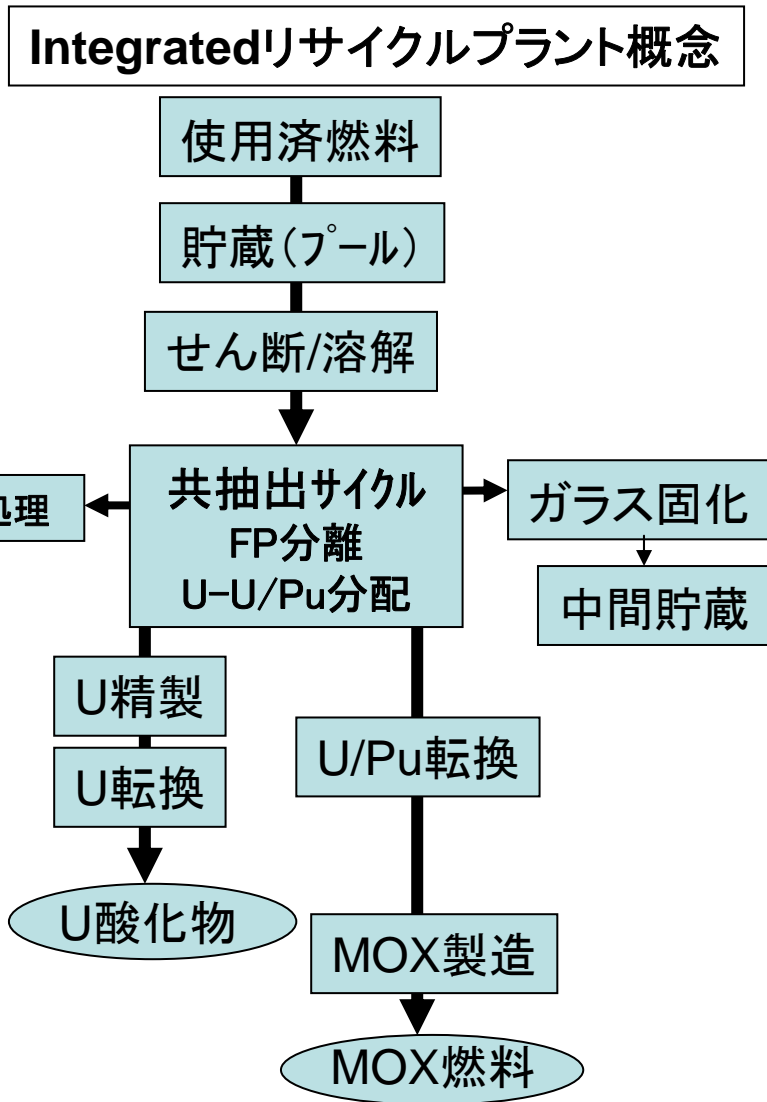 Integratedリサイクルプラント概念
使用済燃料
貯蔵(プール)
せん断/溶解
共抽出サイクル
FP分離
U-U/Pu分配
処理
ガラス固化
中間貯蔵
U精製
U転換
U/Pu転換
U酸化物
MOX製造
MOX燃料